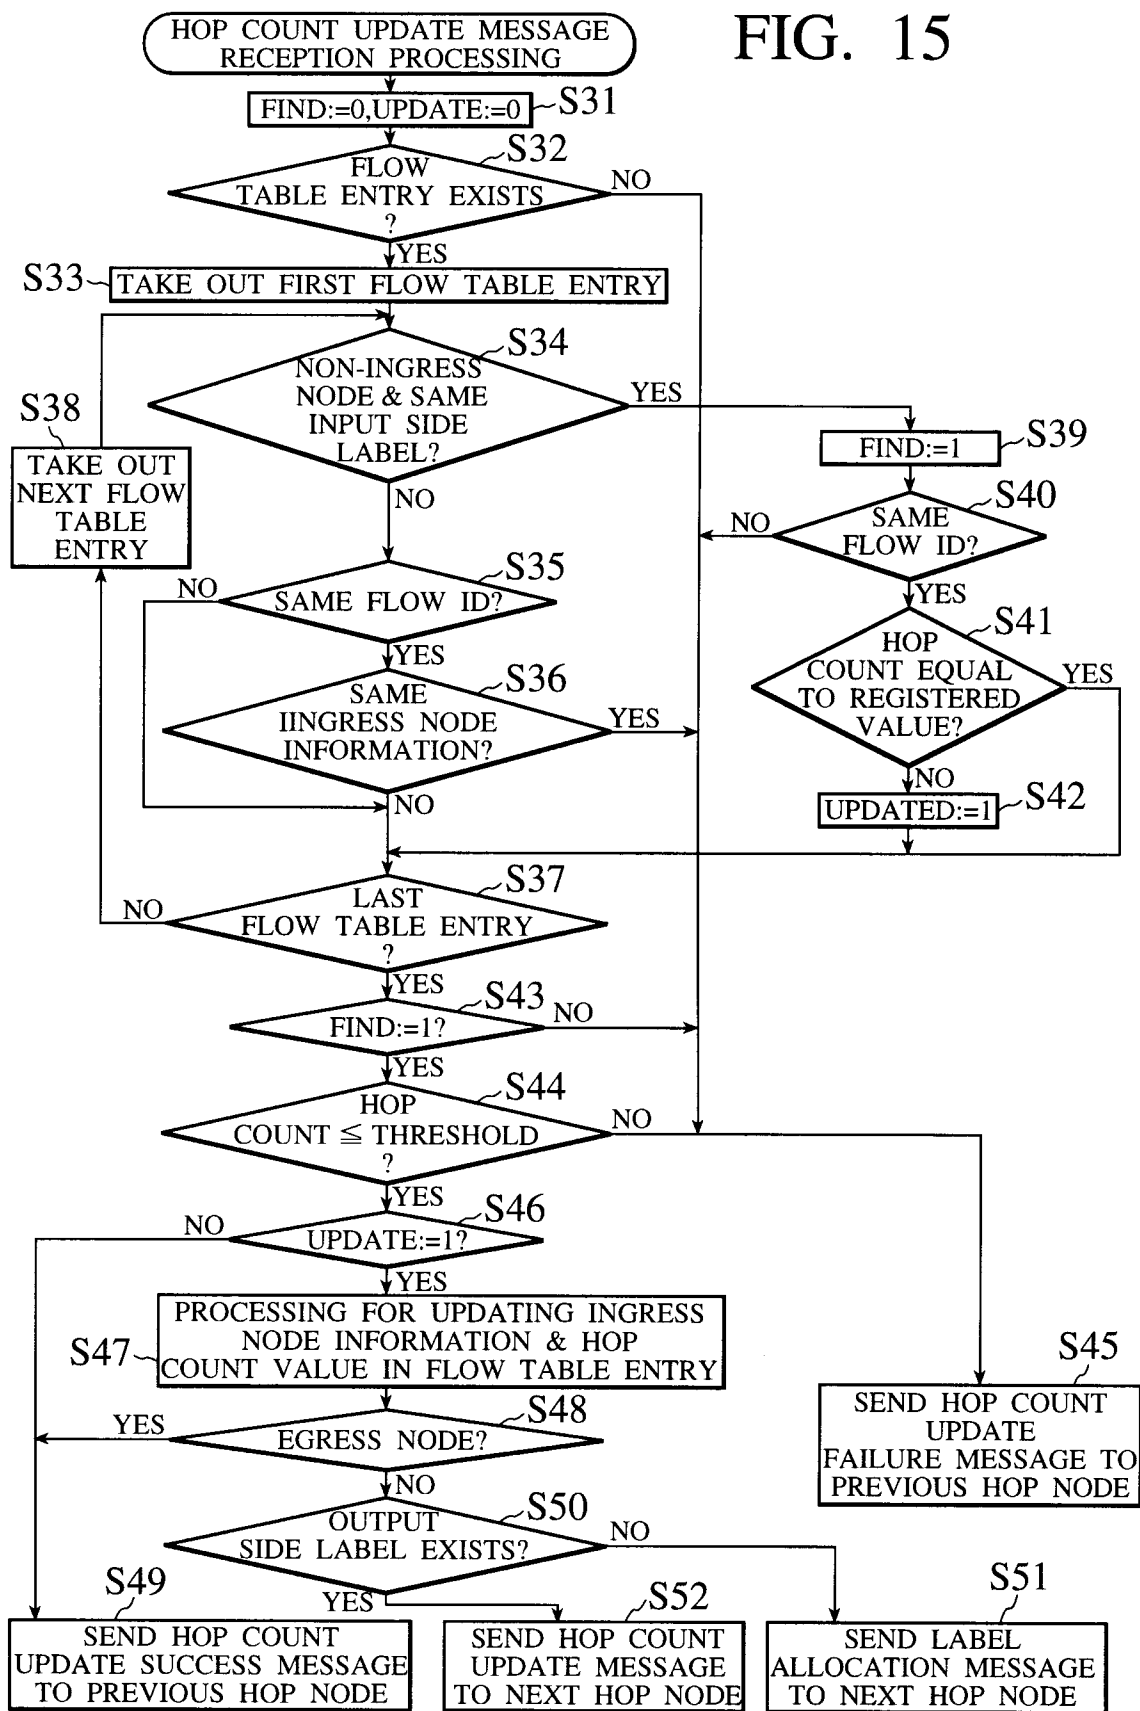 FIG. 15
HOP COUNT UPDATE MESSAGE
RECEPTION PROCESSING
FIND:=0,UPDATE:=0
S31
S32
FLOW
TABLE ENTRY EXISTS
?
NO
YES
S33
TAKE OUT FIRST FLOW TABLE ENTRY
S34
NON-INGRESS
NODE & SAME
INPUT SIDE
LABEL?
YES
NO
S38
TAKE OUT
NEXT FLOW
TABLE
ENTRY
S39
FIND:=1
S40
SAME
FLOW ID?
NO
YES
S35
SAME FLOW ID?
NO
YES
S41
HOP
COUNT EQUAL
TO REGISTERED
VALUE?
YES
NO
S36
SAME
IINGRESS NODE
INFORMATION?
YES
NO
S42
UPDATED:=1
S37
LAST
FLOW TABLE ENTRY
?
NO
YES
S43
FIND:=1?
NO
YES
S44
HOP
COUNT ≦ THRESHOLD
?
NO
YES
S46
UPDATE:=1?
NO
YES
S47
PROCESSING FOR UPDATING INGRESS
NODE INFORMATION & HOP
COUNT VALUE IN FLOW TABLE ENTRY
S45
SEND HOP COUNT
UPDATE
FAILURE MESSAGE TO
PREVIOUS HOP NODE
S48
EGRESS NODE?
YES
NO
S50
OUTPUT
SIDE LABEL EXISTS?
NO
YES
S49
SEND HOP COUNT
UPDATE SUCCESS MESSAGE
TO PREVIOUS HOP NODE
S52
SEND HOP COUNT
UPDATE MESSAGE
TO NEXT HOP NODE
S51
SEND LABEL
ALLOCATION MESSAGE
TO NEXT HOP NODE